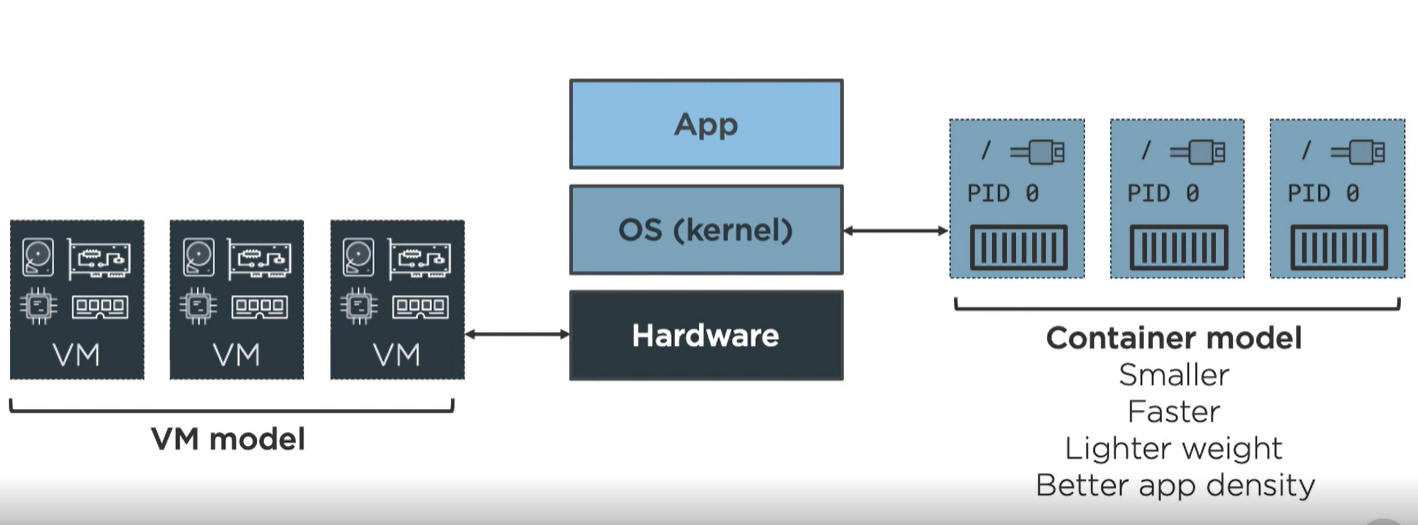 App
OS (kernel)
Hardware
VM
VM
VM
VM model
/
PID 0
/
PID 0
/
PID 0
Container model
Smaller
Faster
Lighter weight
Better app density